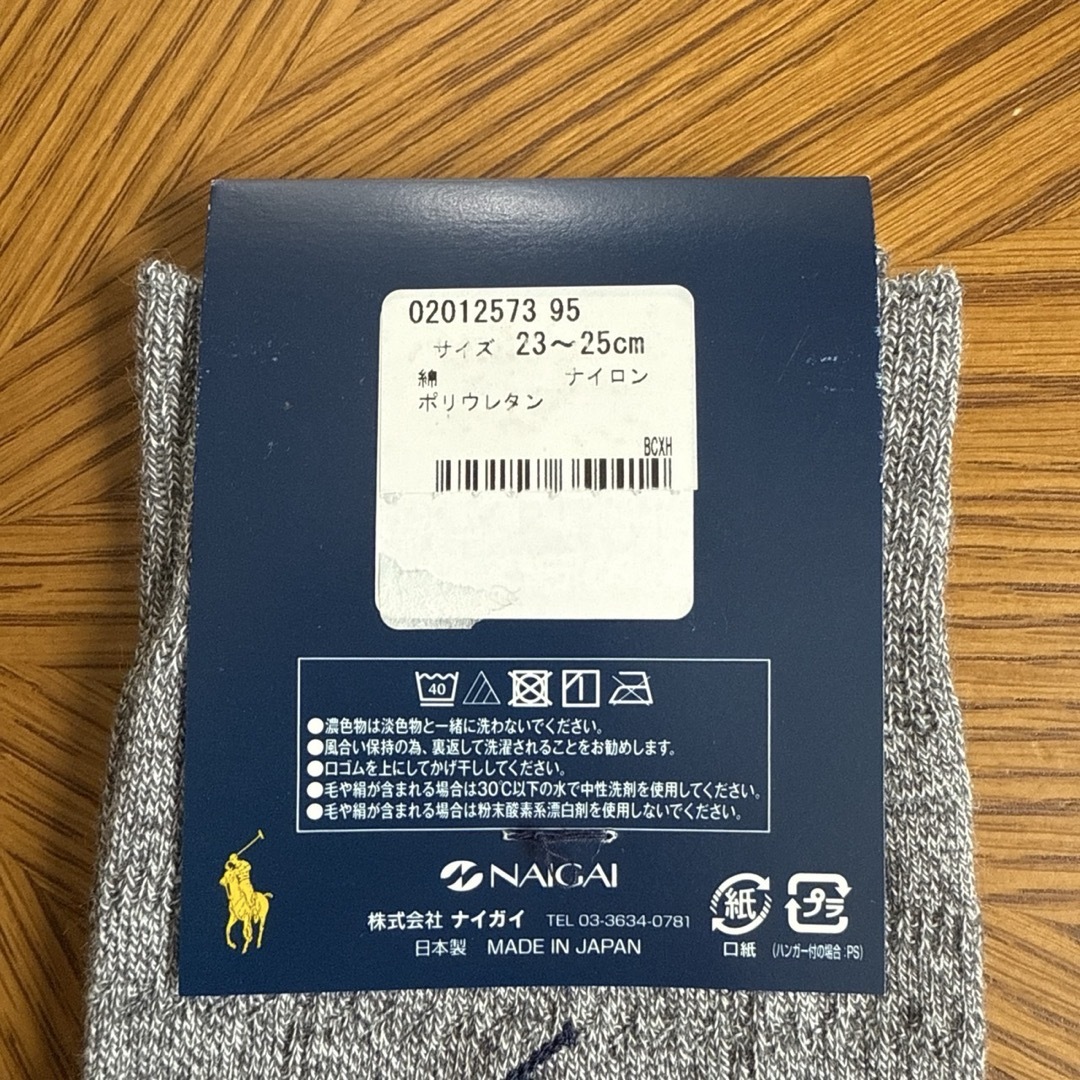 02012573 95
サイズ 23～25cm
綿 ナイロン
ポリウレタン
BCXH
40
●濃色物は淡色物と一緒に洗わないでください。
●風合い保持の為、裏返して洗濯されることをお勧めします。
●口ゴムを上にしてかげ干ししてください。
●毛や絹が含まれる場合は30℃以下の水で中性洗剤を使用してください。
●毛や絹が含まれる場合は粉末酸素系漂白剤を使用しないでください。
NAIGAI
株式会社 ナイガイ TEL 03-3634-0781
日本製 MADE IN JAPAN
紙 プラ
口紙 (ハンガー付の場合:PS)